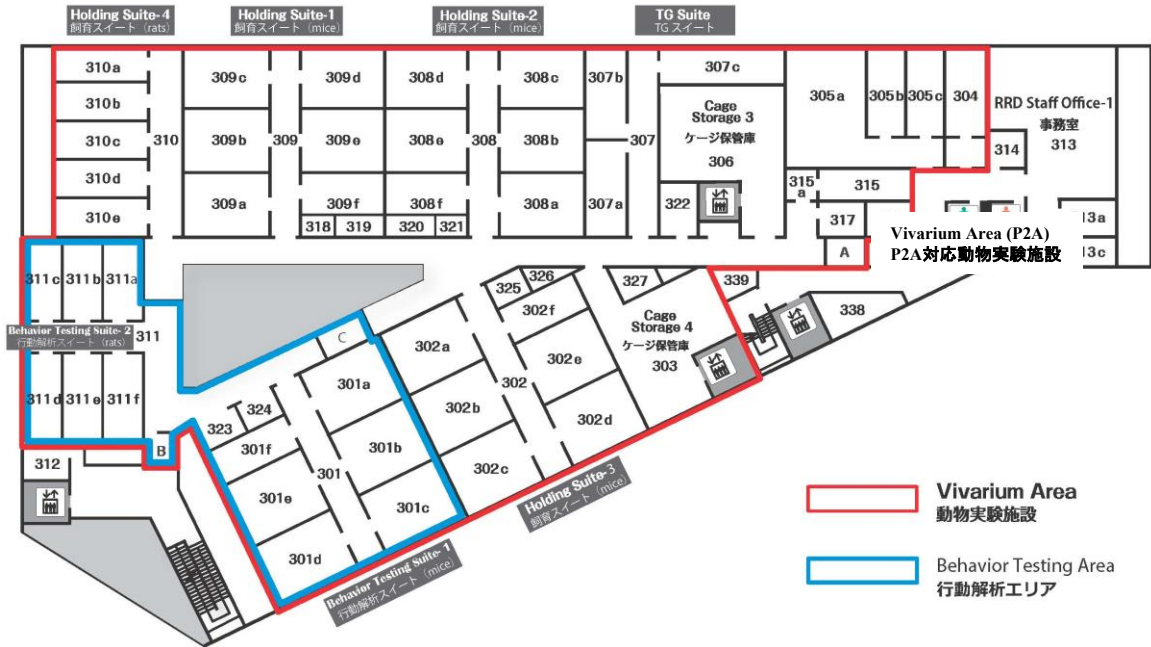 Holding Suite-4
飼育スイート (rats)
Holding Suite-1
飼育スイート (mice)
Holding Suite-2
飼育スイート (mice)
TG Suite
TG スイート
310a
310b
310c
310d
310e
310
309c
309b
309a
309
309d
309e
309f
318
319
308d
308e
308f
320
321
308
308c
308b
308a
307b
307a
307
307c
Cage
Storage 3
ケージ保管庫
306
322
305a
305b
305c
304
315
a
315
317
A
RRD Staff Office-1
事務室
313
314
13a
13c
Vivarium Area (P2A)
P2A対応動物実験施設
311c
311b
311a
Behavior Testing Suite- 2
行動解析スイート (rats)
311
311d
311e
311f
B
312
C
323
324
301f
301e
301d
301
301a
301b
301c
302a
302b
302c
302
325
326
302f
302e
302d
327
Cage
Storage 4
ケージ保管庫
303
339
338
Holding Suite-3
飼育スイート (mice)
Behavior Testing Suite- 1
行動解析スイート (mice)
Vivarium Area
動物実験施設
Behavior Testing Area
行動解析エリア